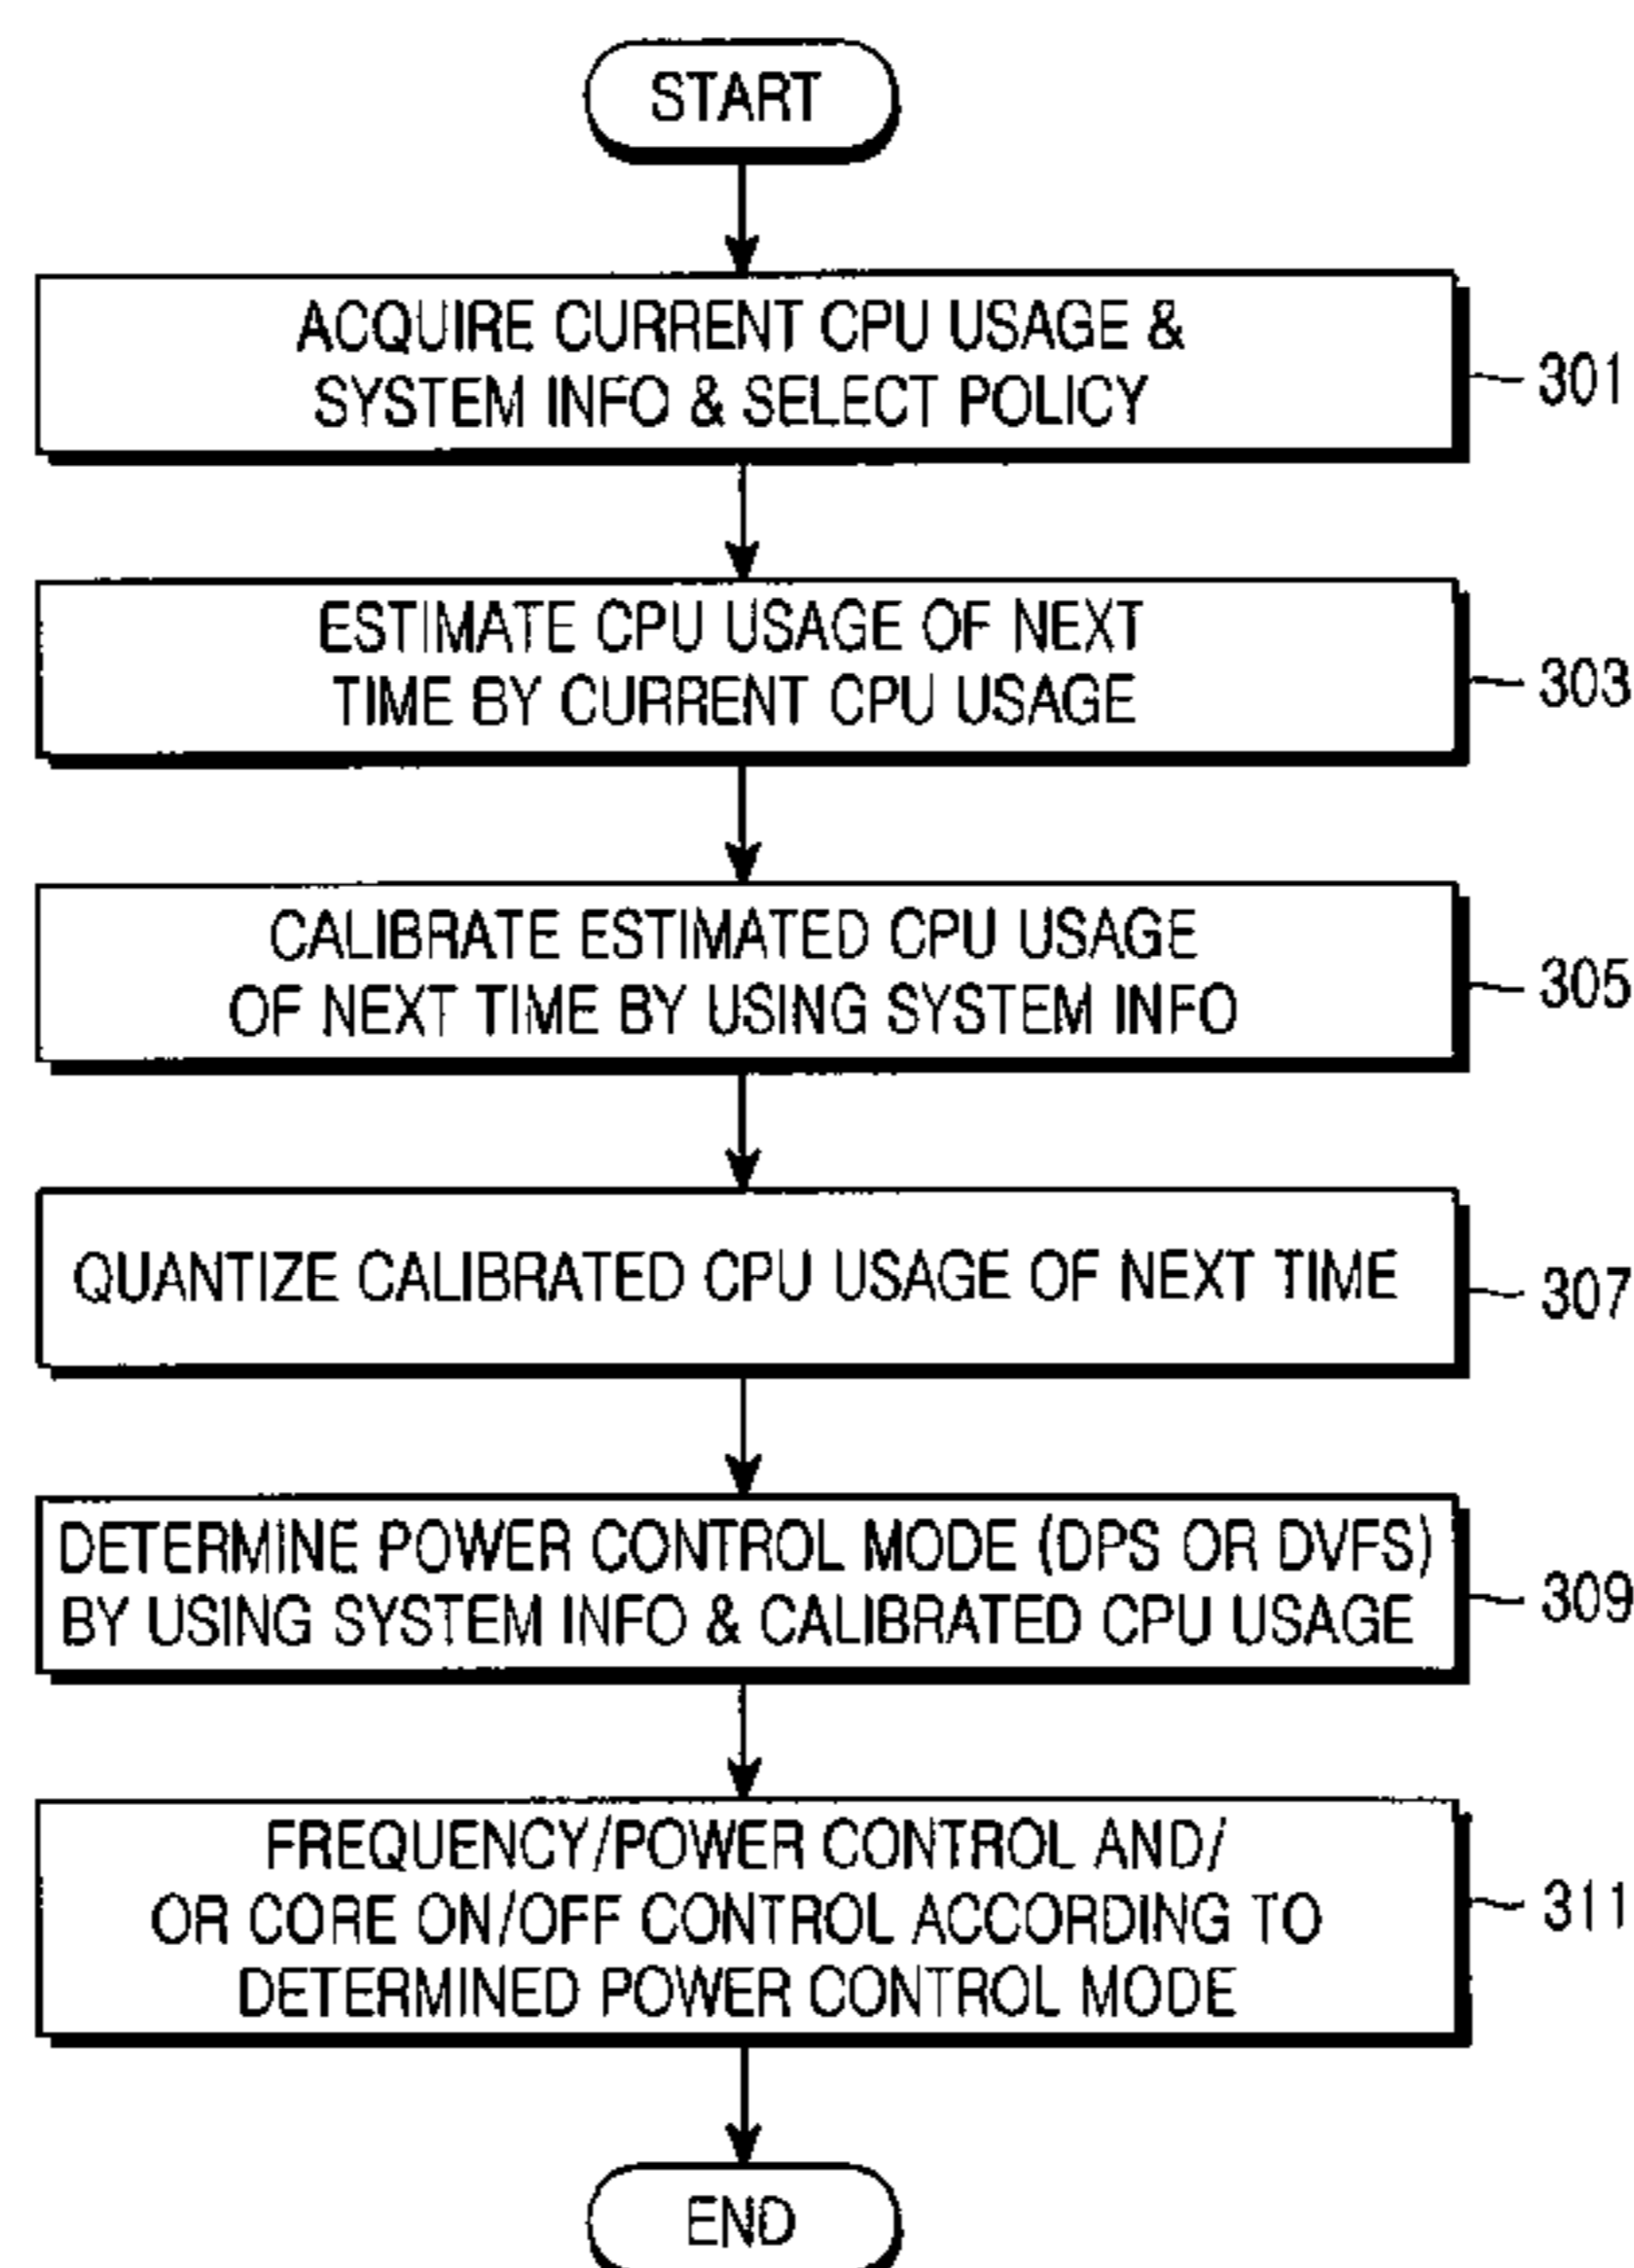 START
ACQUIRE CURRENT CPU USAGE &
SYSTEM INFO & SELECT POLICY
301
ESTIMATE CPU USAGE OF NEXT
TIME BY CURRENT CPU USAGE
303
CALIBRATE ESTIMATED CPU USAGE
OF NEXT TIME BY USING SYSTEM INFO
305
QUANTIZE CALIBRATED CPU USAGE OF NEXT TIME
307
DETERMINE POWER CONTROL MODE (DPS OR DVFS)
BY USING SYSTEM INFO & CALIBRATED CPU USAGE
309
FREQUENCY/POWER CONTROL AND/
OR CORE ON/OFF CONTROL ACCORDING TO
DETERMINED POWER CONTROL MODE
311
END